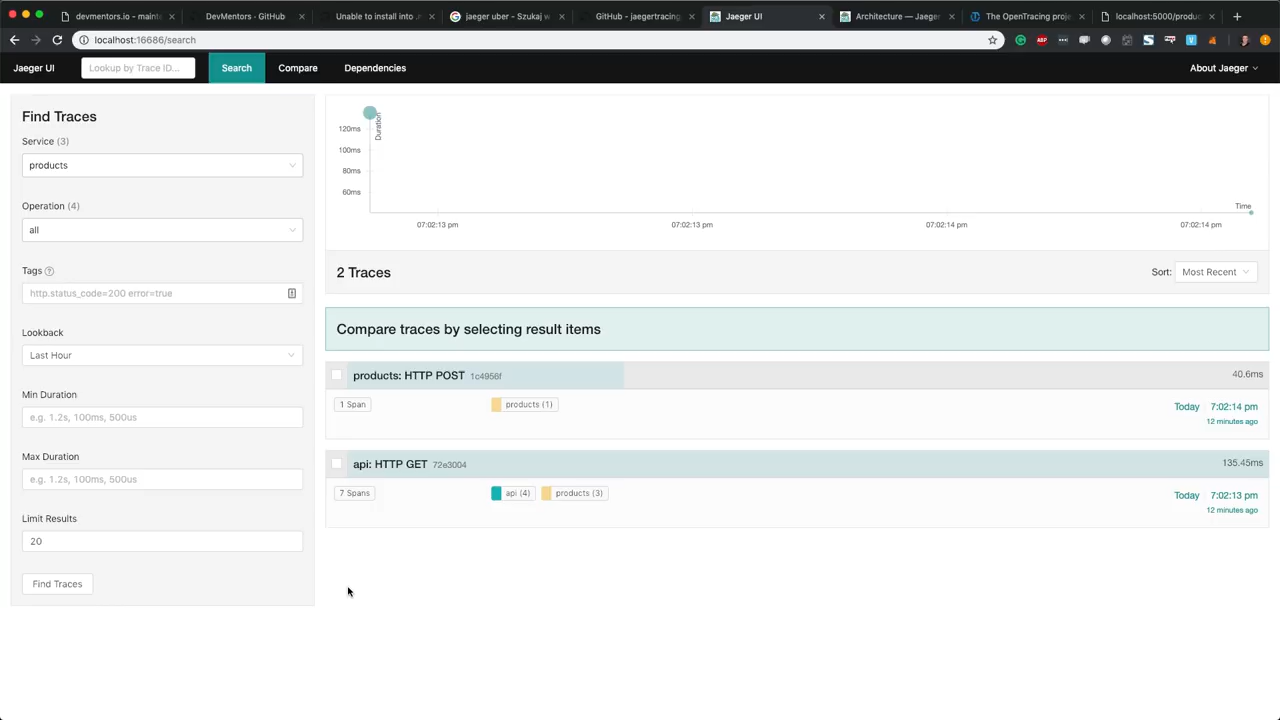 devmentors.io - mainte
DevMentors · GitHub
Unable to install into .n
jaeger uber - Szukaj w
GitHub - jaegertracing
Jaeger UI
Architecture — Jaeger
The OpenTracing proje
localhost:5000/produc
localhost:16686/search
Jaeger UI
Lookup by Trace ID...
Search
Compare
Dependencies
About Jaeger
Find Traces
Service (3)
products
Operation (4)
all
Tags
http.status_code=200 error=true
Lookback
Last Hour
Min Duration
e.g. 1.2s, 100ms, 500us
Max Duration
e.g. 1.2s, 100ms, 500us
Limit Results
20
Find Traces
Duration
120ms
100ms
80ms
60ms
Time
07:02:13 pm
07:02:13 pm
07:02:14 pm
07:02:14 pm
2 Traces
Sort: Most Recent
Compare traces by selecting result items
products: HTTP POST 1c4956f
40.6ms
1 Span
products (1)
Today 7:02:14 pm
12 minutes ago
api: HTTP GET 72e3004
135.45ms
7 Spans
api (4)
products (3)
Today 7:02:13 pm
12 minutes ago